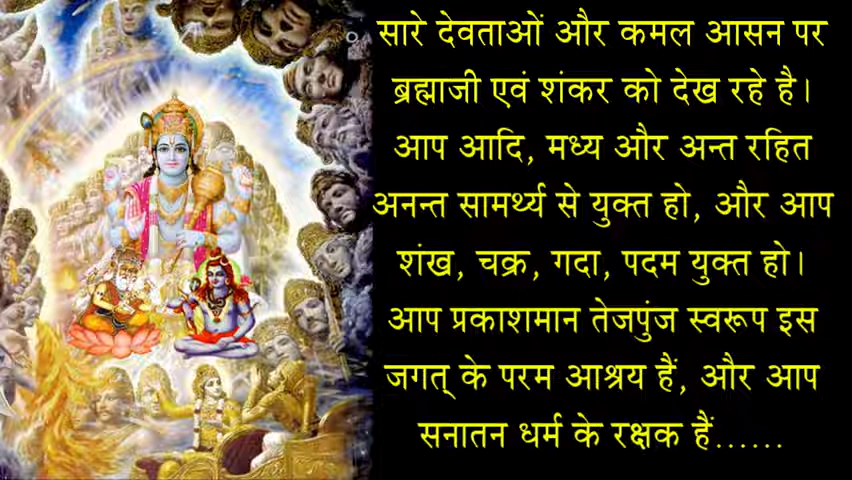 सारे देवताओं और कमल आसन पर
ब्रह्माजी एवं शंकर को देख रहे है।
आप आदि, मध्य और अन्त रहित
अनन्त सामर्थ्य से युक्त हो, और आप
शंख, चक्र, गदा, पदम युक्त हो।
आप प्रकाशमान तेजपुंज स्वरूप इस
जगत् के परम आश्रय हैं, और आप
सनातन धर्म के रक्षक हैं......